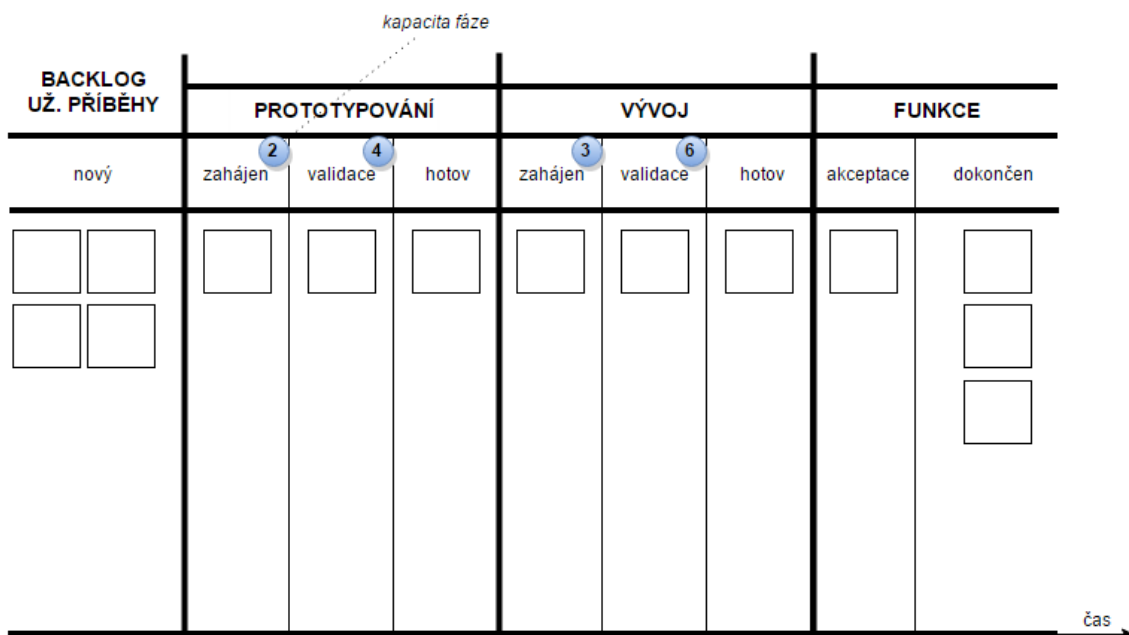 kapacita fáze
BACKLOG
UŽ. PŘÍBĚHY
PROTOTYPOVÁNÍ
VÝVOJ
FUNKCE
2
4
3
6
nový
zahájen
validace
hotov
zahájen
validace
hotov
akceptace
dokončen
čas